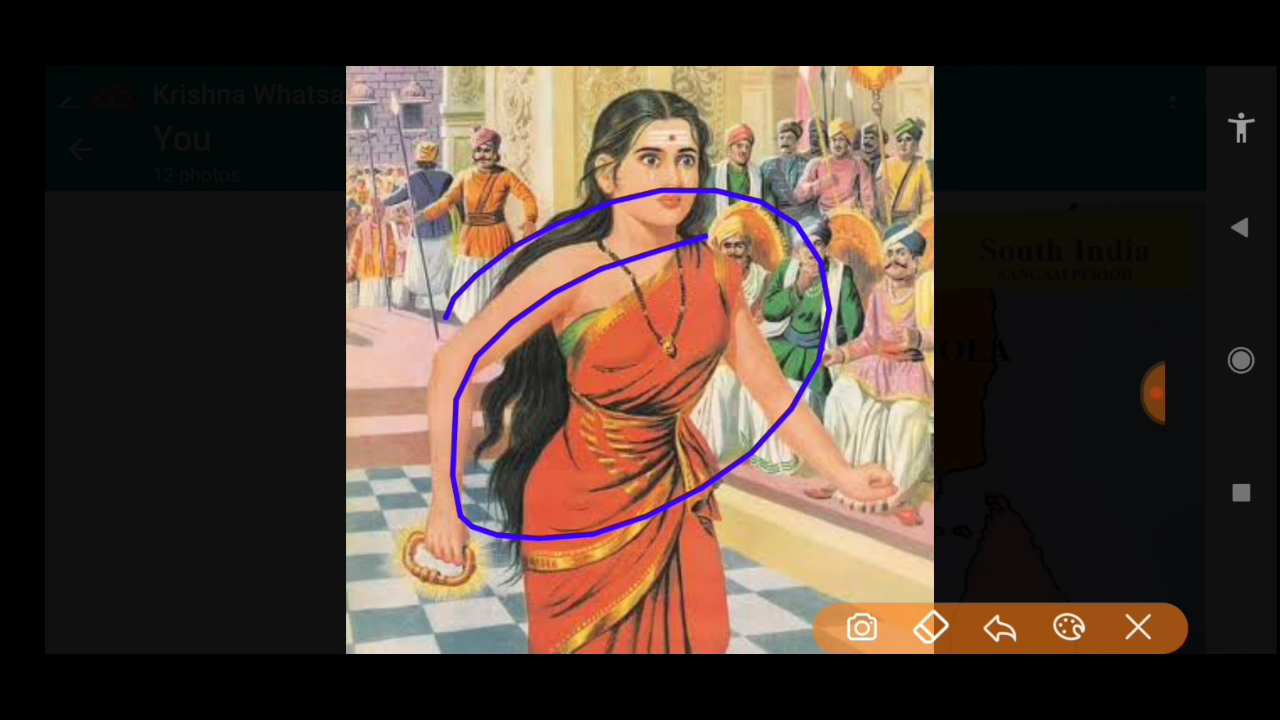 Krishna Whatsa
You
12 photos
South India
SANGAM PERIOD
OLA